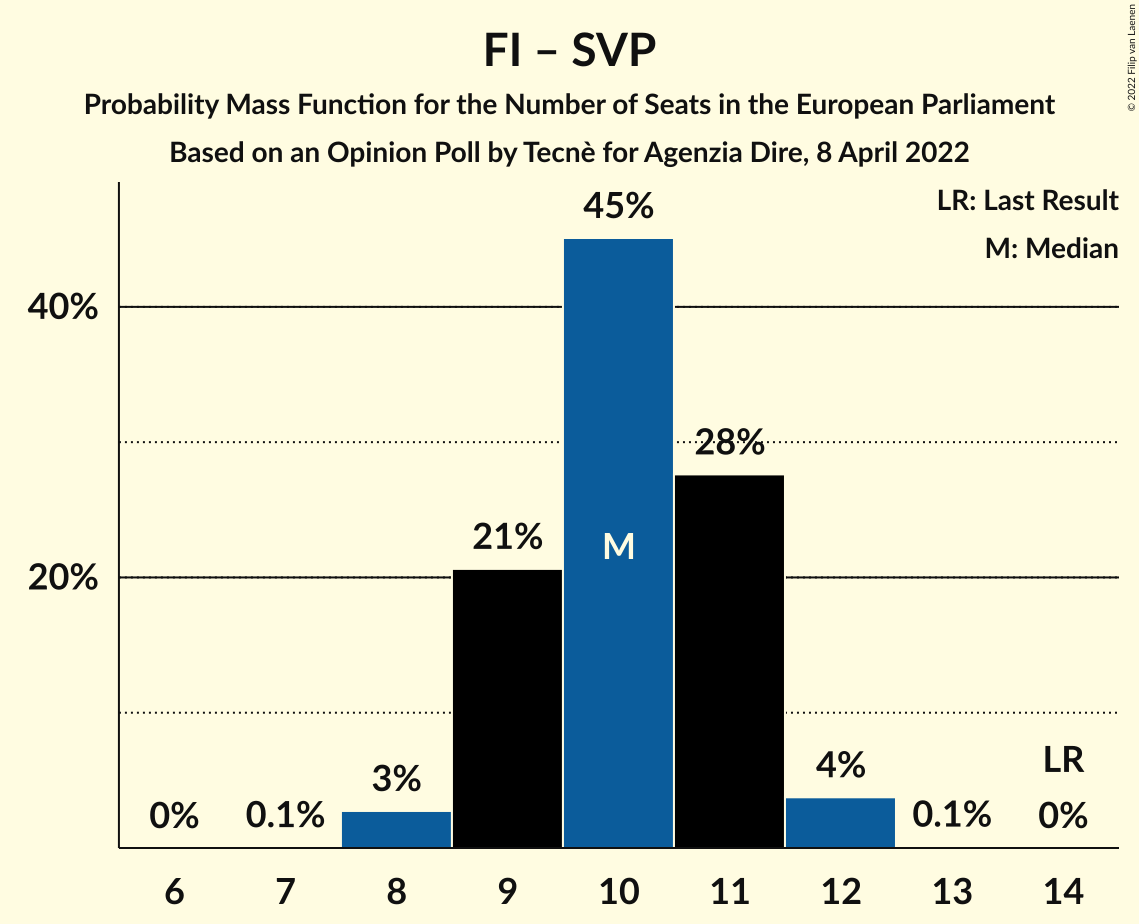 FI – SVP
Probability Mass Function for the Number of Seats in the European Parliament
Based on an Opinion Poll by Tecnè for Agenzia Dire, 8 April 2022
© 2022 Filip van Laenen
LR: Last Result
M: Median
45%
40%
28%
21%
M
20%
LR
4%
3%
0%
0.1%
0.1%
0%
6 7 8 9 10 11 12 13 14